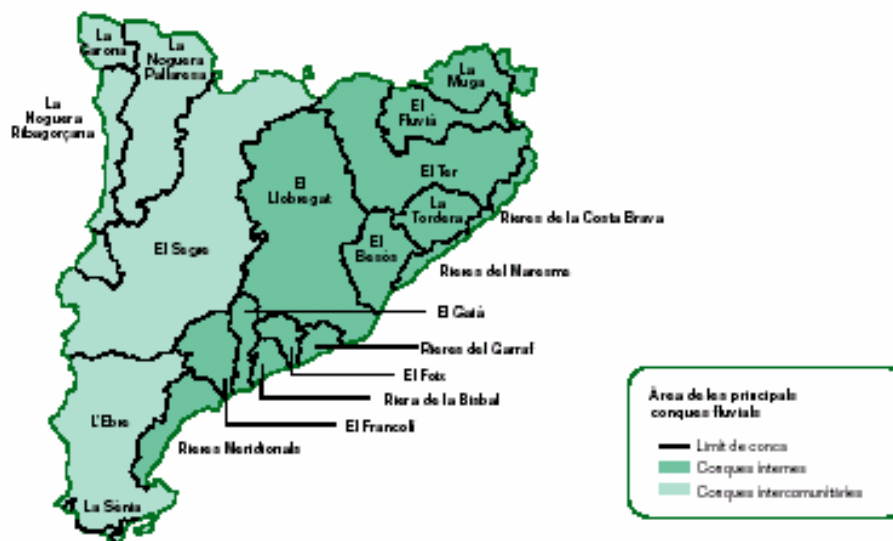 La
Garona
La
Noguera
Pallaresa
La
Noguera
Ribagorçana
La
Muga
El
Fluvià
El Ter
El
Llobregat
La
Tordera
Rieres de la Costa Brava
El Segre
El
Besòs
Rieres del Maresme
El Gaià
Rieres del Garraf
El Foix
Riera de la Bisbal
El Francolí
L'Ebre
Rieres Meridionals
La Sénia
Àrea de les principals
conques fluvials
Límit de conca
Conques internes
Conques intercomunitàries